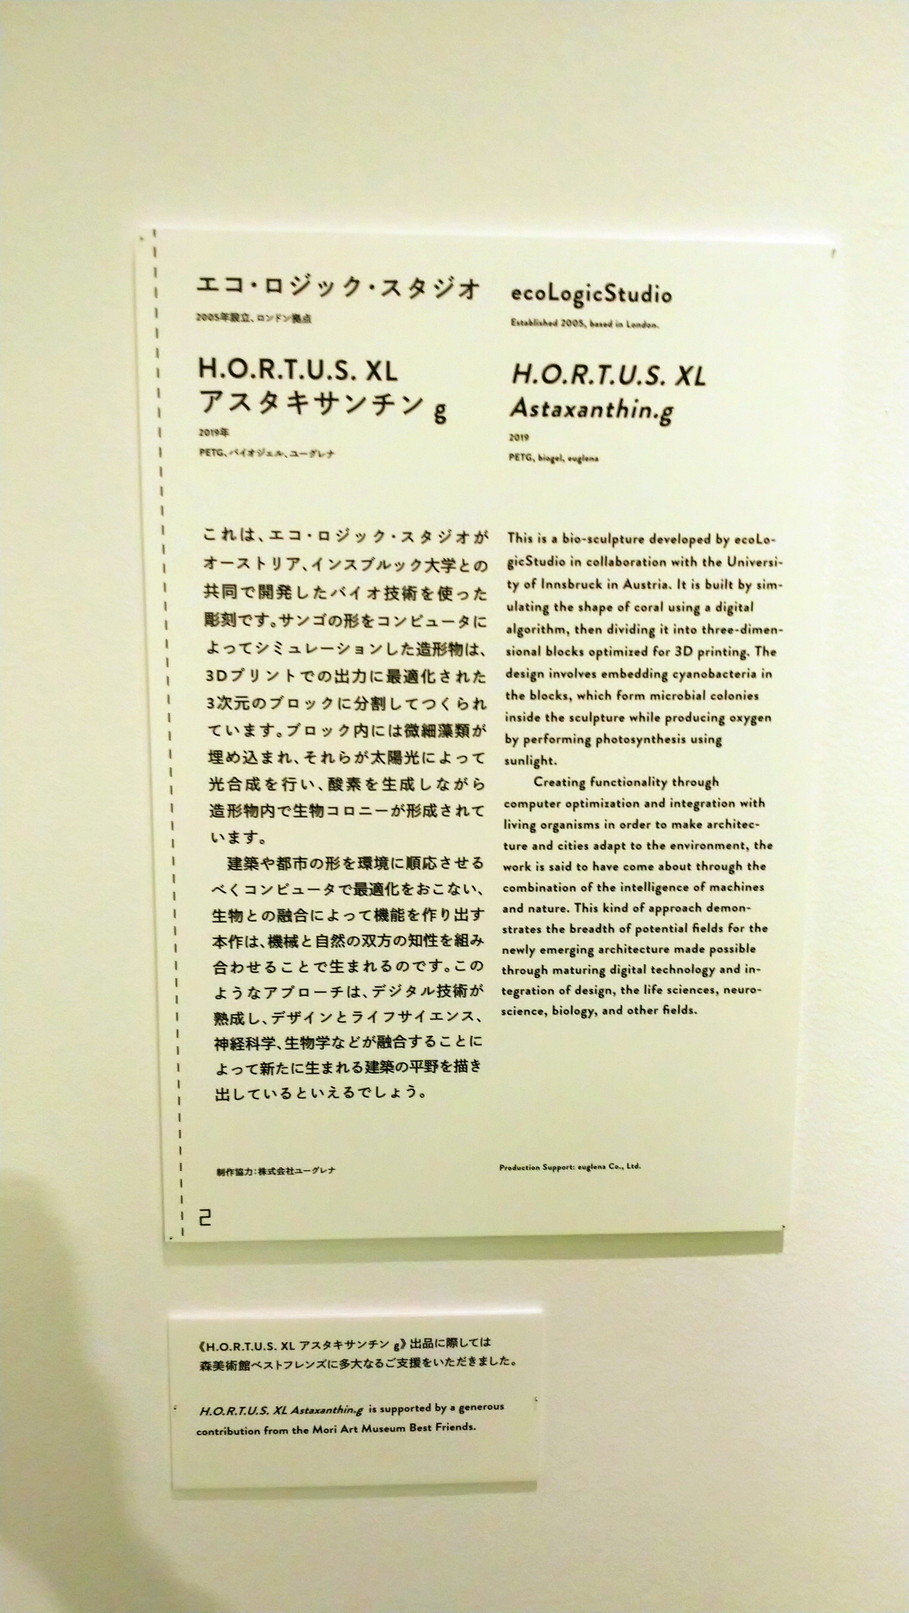 エコ・ロジック・スタジオ
2005年設立、ロンドン拠点
H.O.R.T.U.S. XL
アスタキサンチン g
2019年
PETG、バイオジェル、ユーグレナ
これは、エコ・ロジック・スタジオが
オーストリア、インスブルック大学との
共同で開発したバイオ技術を使った
彫刻です。サンゴの形をコンピュータに
よってシミュレーションした造形物は、
3Dプリントでの出力に最適化された
3次元のブロックに分割してつくられ
ています。ブロック内には微細藻類が
埋め込まれ、それらが太陽光によって
光合成を行い、酸素を生成しながら
造形物内で生物コロニーが形成されて
います。
建築や都市の形を環境に順応させる
べくコンピュータで最適化をおこない、
生物との融合によって機能を作り出す
本作は、機械と自然の双方の知性を組み
合わせることで生まれるのです。この
ようなアプローチは、デジタル技術が
熟成し、デザインとライフサイエンス、
神経科学、生物学などが融合することに
よって新たに生まれる建築の平野を描き
出しているといえるでしょう。
制作協力：株式会社ユーグレナ
2
ecoLogicStudio
Established 2005, based in London.
H.O.R.T.U.S. XL
Astaxanthin.g
2019
PETG, biogel, euglena
This is a bio-sculpture developed by ecoLo-
gicStudio in collaboration with the Universi-
ty of Innsbruck in Austria. It is built by sim-
ulating the shape of coral using a digital
algorithm, then dividing it into three-dimen-
sional blocks optimized for 3D printing. The
design involves embedding cyanobacteria in
the blocks, which form microbial colonies
inside the sculpture while producing oxygen
by performing photosynthesis using
sunlight.
Creating functionality through
computer optimization and integration with
living organisms in order to make architec-
ture and cities adapt to the environment, the
work is said to have come about through the
combination of the intelligence of machines
and nature. This kind of approach demon-
strates the breadth of potential fields for the
newly emerging architecture made possible
through maturing digital technology and in-
tegration of design, the life sciences, neuro-
science, biology, and other fields.
Production Support: euglena Co., Ltd.
《H.O.R.T.U.S. XL アスタキサンチン g》出品に際しては
森美術館ベストフレンズに多大なるご支援をいただきました。
H.O.R.T.U.S. XL Astaxanthin.g is supported by a generous
contribution from the Mori Art Museum Best Friends.